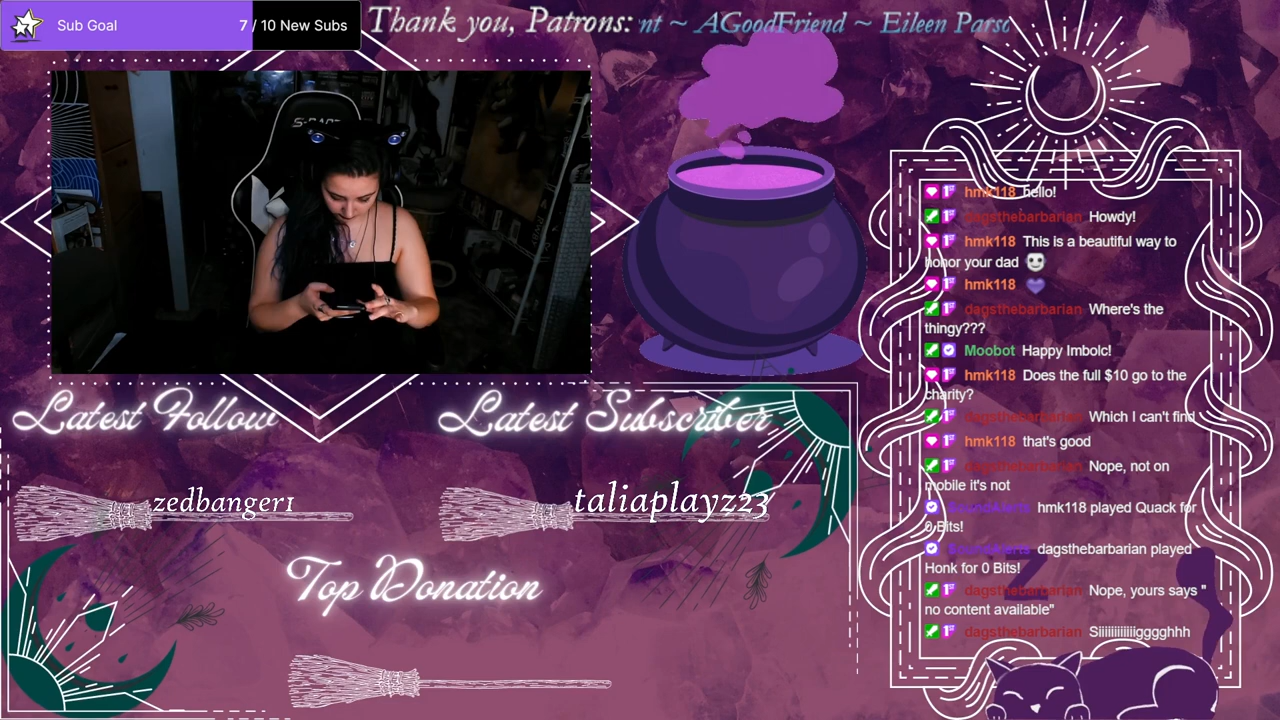 Sub Goal 7 / 10 New Subs
Thank you, Patrons: nt ~ AGoodFriend ~ Eileen Parso
hmk118 hello!
dagsthebarbarian Howdy!
hmk118 This is a beautiful way to
honor your dad
hmk118
dagsthebarbarian Where's the
thingy???
Moobot Happy Imbolc!
hmk118 Does the full $10 go to the
charity?
dagsthebarbarian Which I can't find
hmk118 that's good
dagsthebarbarian Nope, not on
mobile it's not
SoundAlerts hmk118 played Quack for
0 Bits!
SoundAlerts dagsthebarbarian played
Honk for 0 Bits!
dagsthebarbarian Nope, yours says "
no content available"
dagsthebarbarian Siiiiiiiiiiiigggghhh
Latest Follow
zedbanger1
Latest Subscriber
taliaplayz23
Top Donation